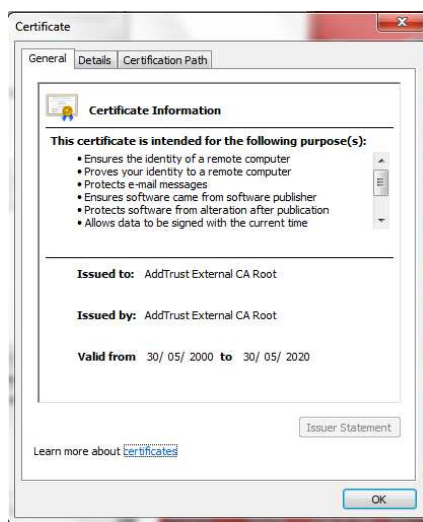 Certificate
General Details Certification Path
Certificate Information
This certificate is intended for the following purpose(s):
• Ensures the identity of a remote computer
• Proves your identity to a remote computer
• Protects e-mail messages
• Ensures software came from software publisher
• Protects software from alteration after publication
• Allows data to be signed with the current time
Issued to: AddTrust External CA Root
Issued by: AddTrust External CA Root
Valid from 30/ 05/ 2000 to 30/ 05/ 2020
Issuer Statement
Learn more about certificates
OK